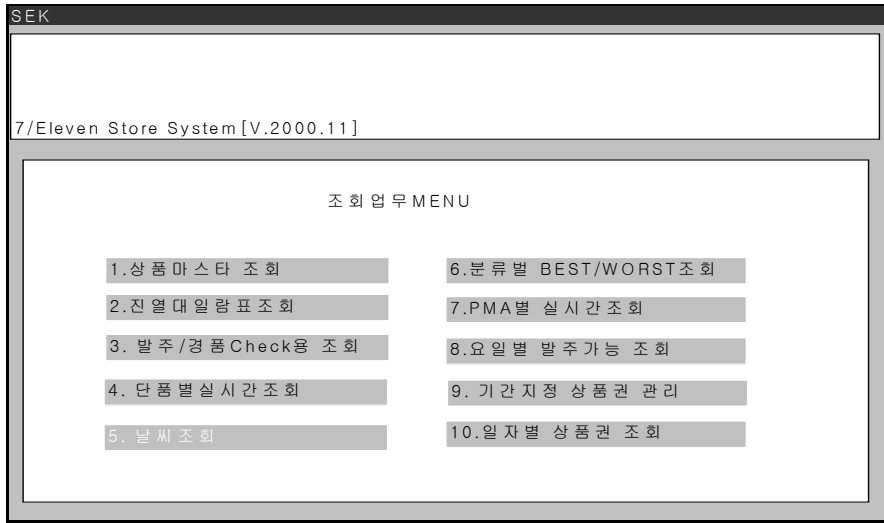 SEK
7/Eleven Store System[V.2000.11]
조회업무MENU
1.상품마스타 조회
2.진열대일람표조회
3. 발주/경품Check용 조회
4. 단품별실시간조회
5. 날씨조회
6.분류벌 BEST/WORST조회
7.PMA별 실시간조회
8.요일별 발주가능 조회
9. 기간지정 상품권 관리
10.일자별 상품권 조회